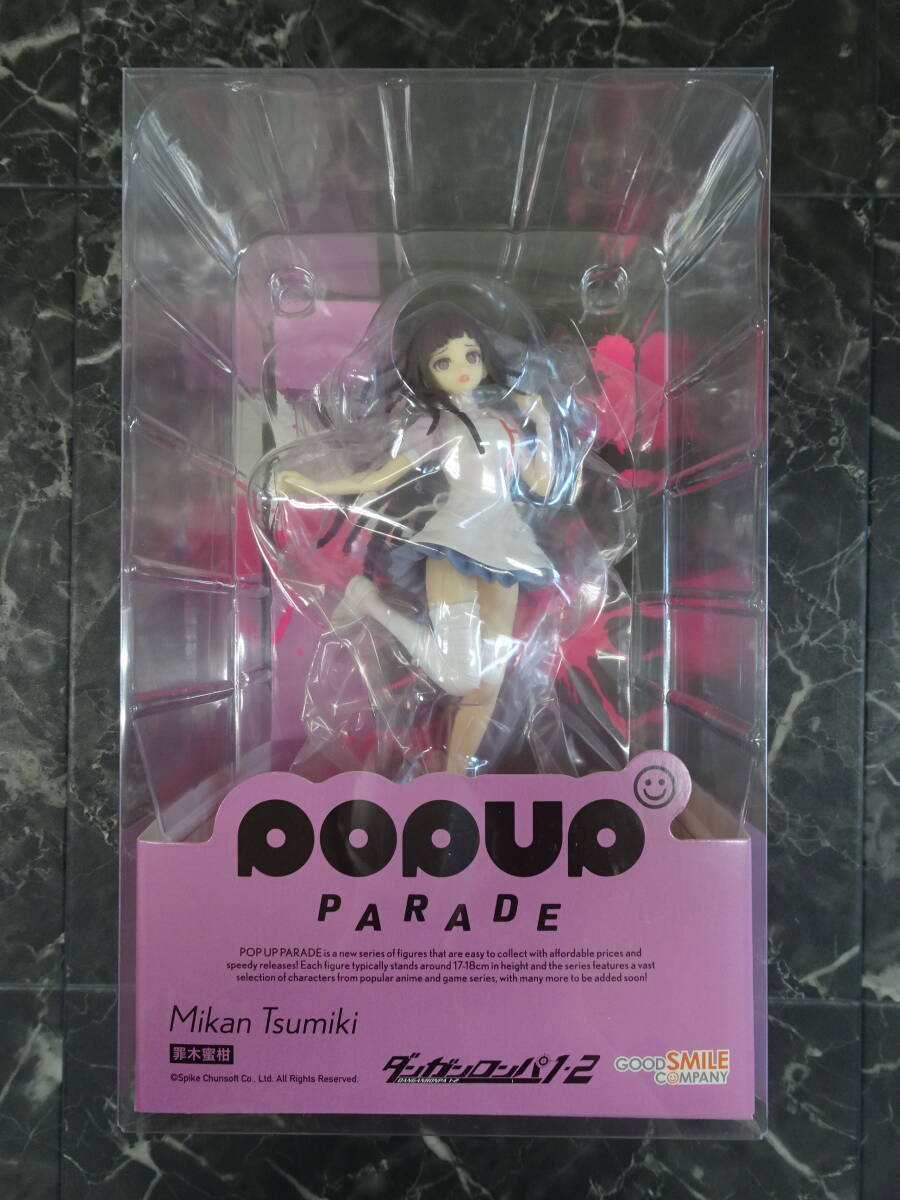 POPUP
PARADE
POP UP PARADE is a new series of figures that are easy to collect with affordable prices and
speedy releases! Each figure typically stands around 17-18cm in height and the series features a vast
selection of characters from popular anime and game series, with many more to be added soon!
Mikan Tsumiki
罪木蜜柑
©Spike Chunsoft Co., Ltd. All Rights Reserved.
ダンガンロンパ1・2
DANGANRONPA 1・2
GOOD SMILE
COMPANY